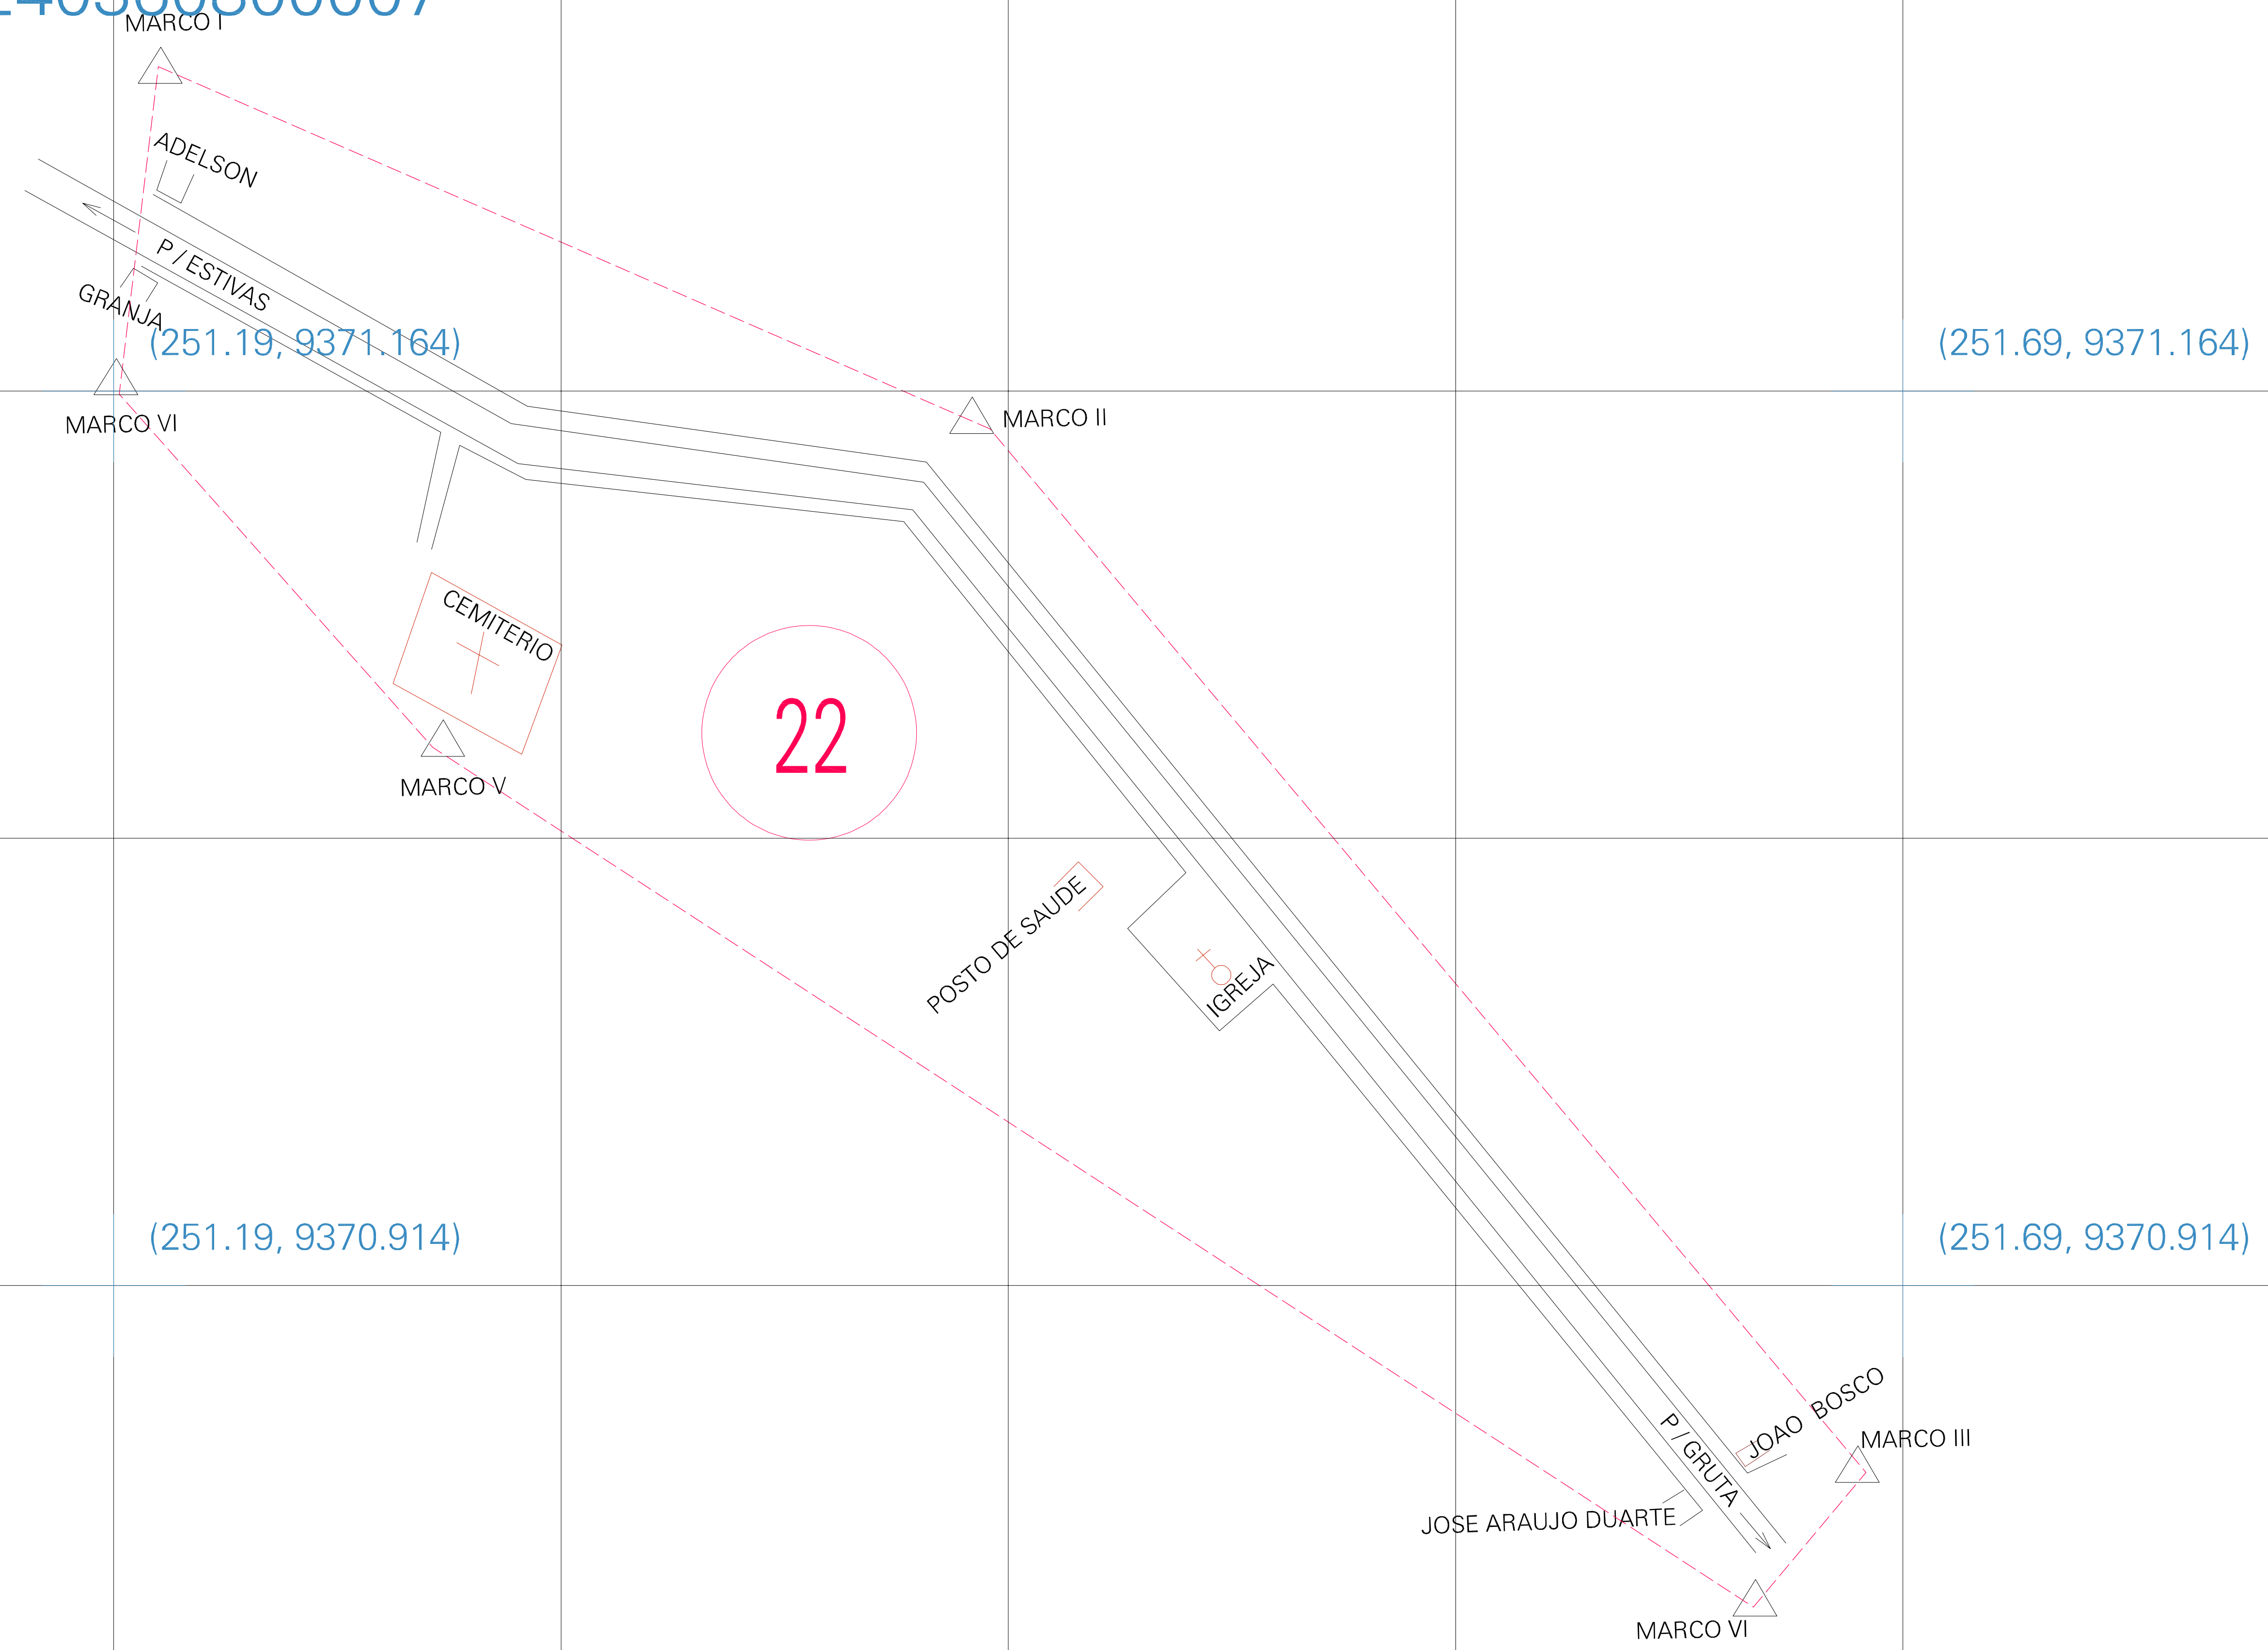 MARCO I
ADELSON
P / ESTIVAS
GRANJA
(251.19, 9371.164)
(251.69, 9371.164)
MARCO VI
MARCO II
CEMITERIO
22
MARCO V
POSTO DE SAUDE
IGREJA
(251.19, 9370.914)
(251.69, 9370.914)
JOAO BOSCO
MARCO III
P / GRUTA
JOSE ARAUJO DUARTE
MARCO VI